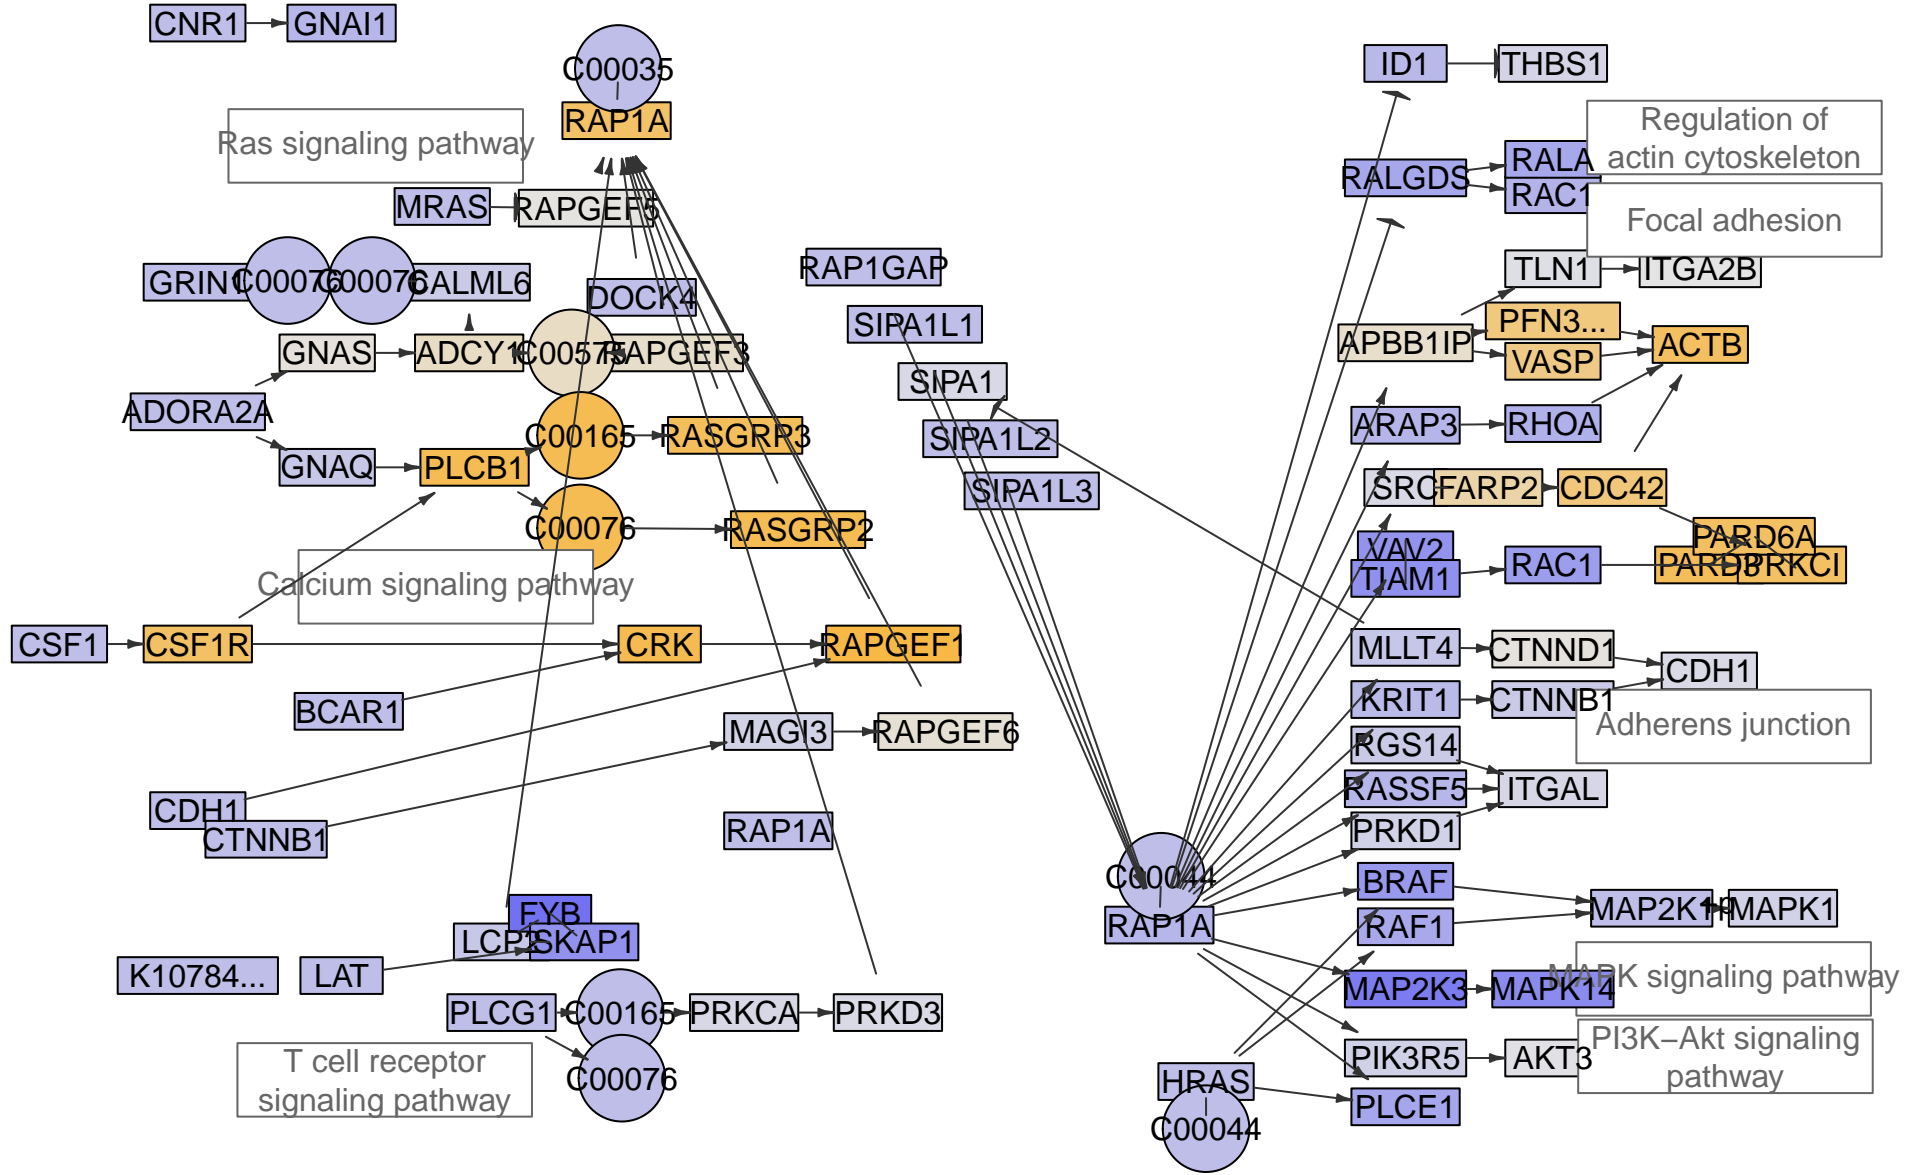 CNR1
GNAI1
C00035
RAP1A
Ras signaling pathway
MRAS
RAPGEF5
GRIN1
C00076
C00076
CALML6
DOCK4
RAP1GAP
SIPA1L1
GNAS
ADCY1
C00575
RAPGEF3
SIPA1
ADORA2A
C00165
RASGRP3
SIPA1L2
GNAQ
PLCB1
SIPA1L3
C00076
RASGRP2
Calcium signaling pathway
CSF1
CSF1R
CRK
RAPGEF1
BCAR1
MAGI3
RAPGEF6
CDH1
CTNNB1
RAP1A
FYB
LCP2
SKAP1
K10784...
LAT
PLCG1
C00165
PRKCA
PRKD3
T cell receptor
signaling pathway
C00076
ID1
THBS1
Regulation of
actin cytoskeleton
RALGDS
RALA
RAC1
Focal adhesion
TLN1
ITGA2B
APBB1IP
PFN3...
VASP
ACTB
ARAP3
RHOA
SRC
FARP2
CDC42
VAV2
TIAM1
RAC1
PARD6A
PARD3
PRKCI
MLLT4
CTNND1
CDH1
KRIT1
CTNNB1
Adherens junction
RGS14
RASSF5
ITGAL
PRKD1
C00044
RAP1A
BRAF
RAF1
MAP2K1
+p
MAPK1
MAP2K3
MAPK14
MAPK signaling pathway
PIK3R5
AKT3
PI3K–Akt signaling
pathway
HRAS
PLCE1
C00044